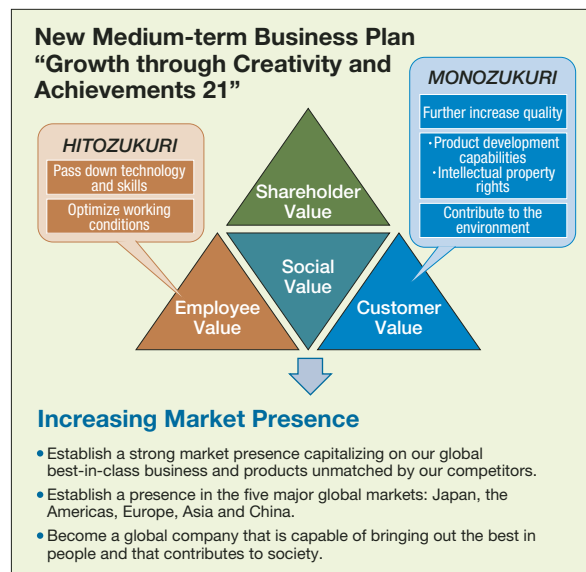 New Medium-term Business Plan
“Growth through Creativity and
Achievements 21”
HITOZUKURI
Pass down technology
and skills
Optimize working
conditions
MONOZUKURI
Further increase quality
·Product development
capabilities
·Intellectual property
rights
Contribute to the
environment
Shareholder
Value
Social
Value
Employee
Value
Customer
Value
Increasing Market Presence
• Establish a strong market presence capitalizing on our global
best-in-class business and products unmatched by our competitors.
• Establish a presence in the five major global markets: Japan, the
Americas, Europe, Asia and China.
• Become a global company that is capable of bringing out the best in
people and that contributes to society.